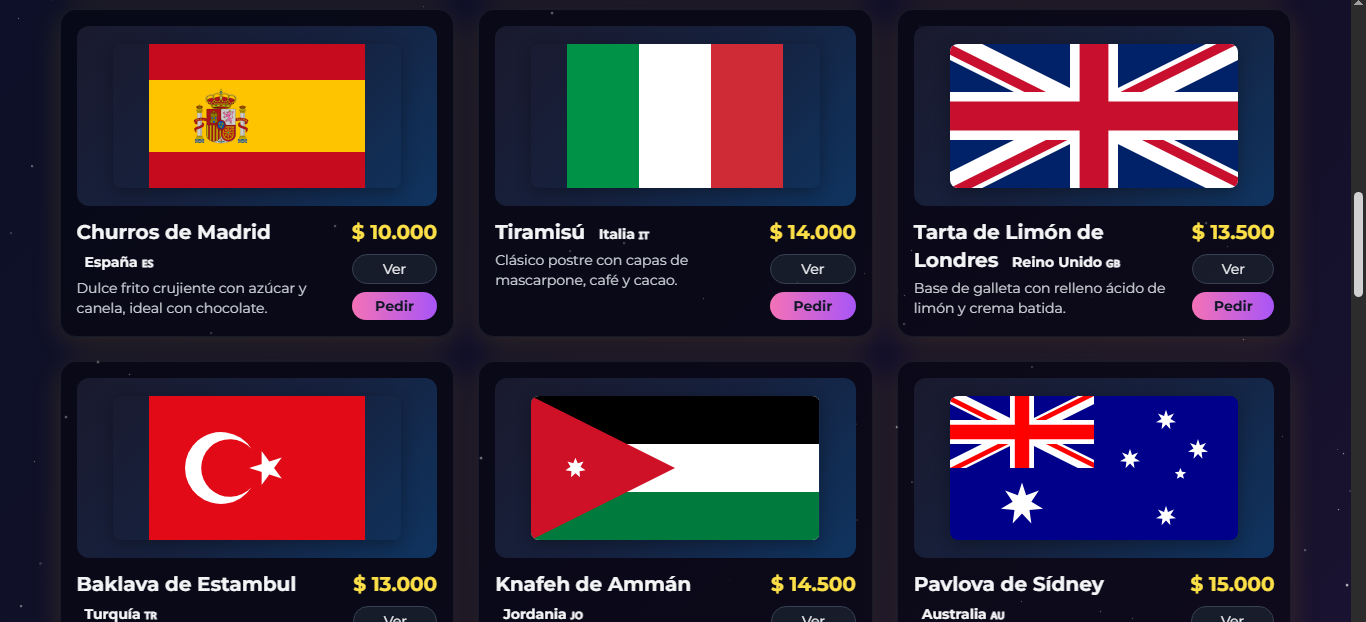 Churros de Madrid
$ 10.000
España ES
Ver
Dulce frito crujiente con azúcar y
canela, ideal con chocolate.
Pedir
Tiramisú Italia IT
$ 14.000
Clásico postre con capas de
mascarpone, café y cacao.
Ver
Pedir
Tarta de Limón de
Londres Reino Unido GB
$ 13.500
Ver
Base de galleta con relleno ácido de
limón y crema batida.
Pedir
Baklava de Estambul
$ 13.000
Turquía TR
Ver
Knafeh de Ammán
$ 14.500
Jordania JO
Ver
Pavlova de Sídney
$ 15.000
Australia AU
Ver